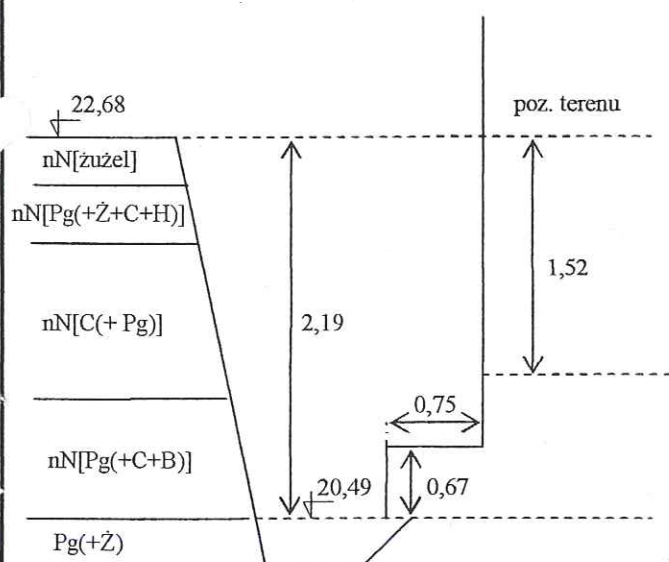 22,68
poz. terenu
nN[żużel]
nN[Pg(+Ż+C+H)]
1,52
nN[C(+ Pg)]
2,19
0,75
nN[Pg(+C+B)]
20,49
0,67
Pg(+Ż)